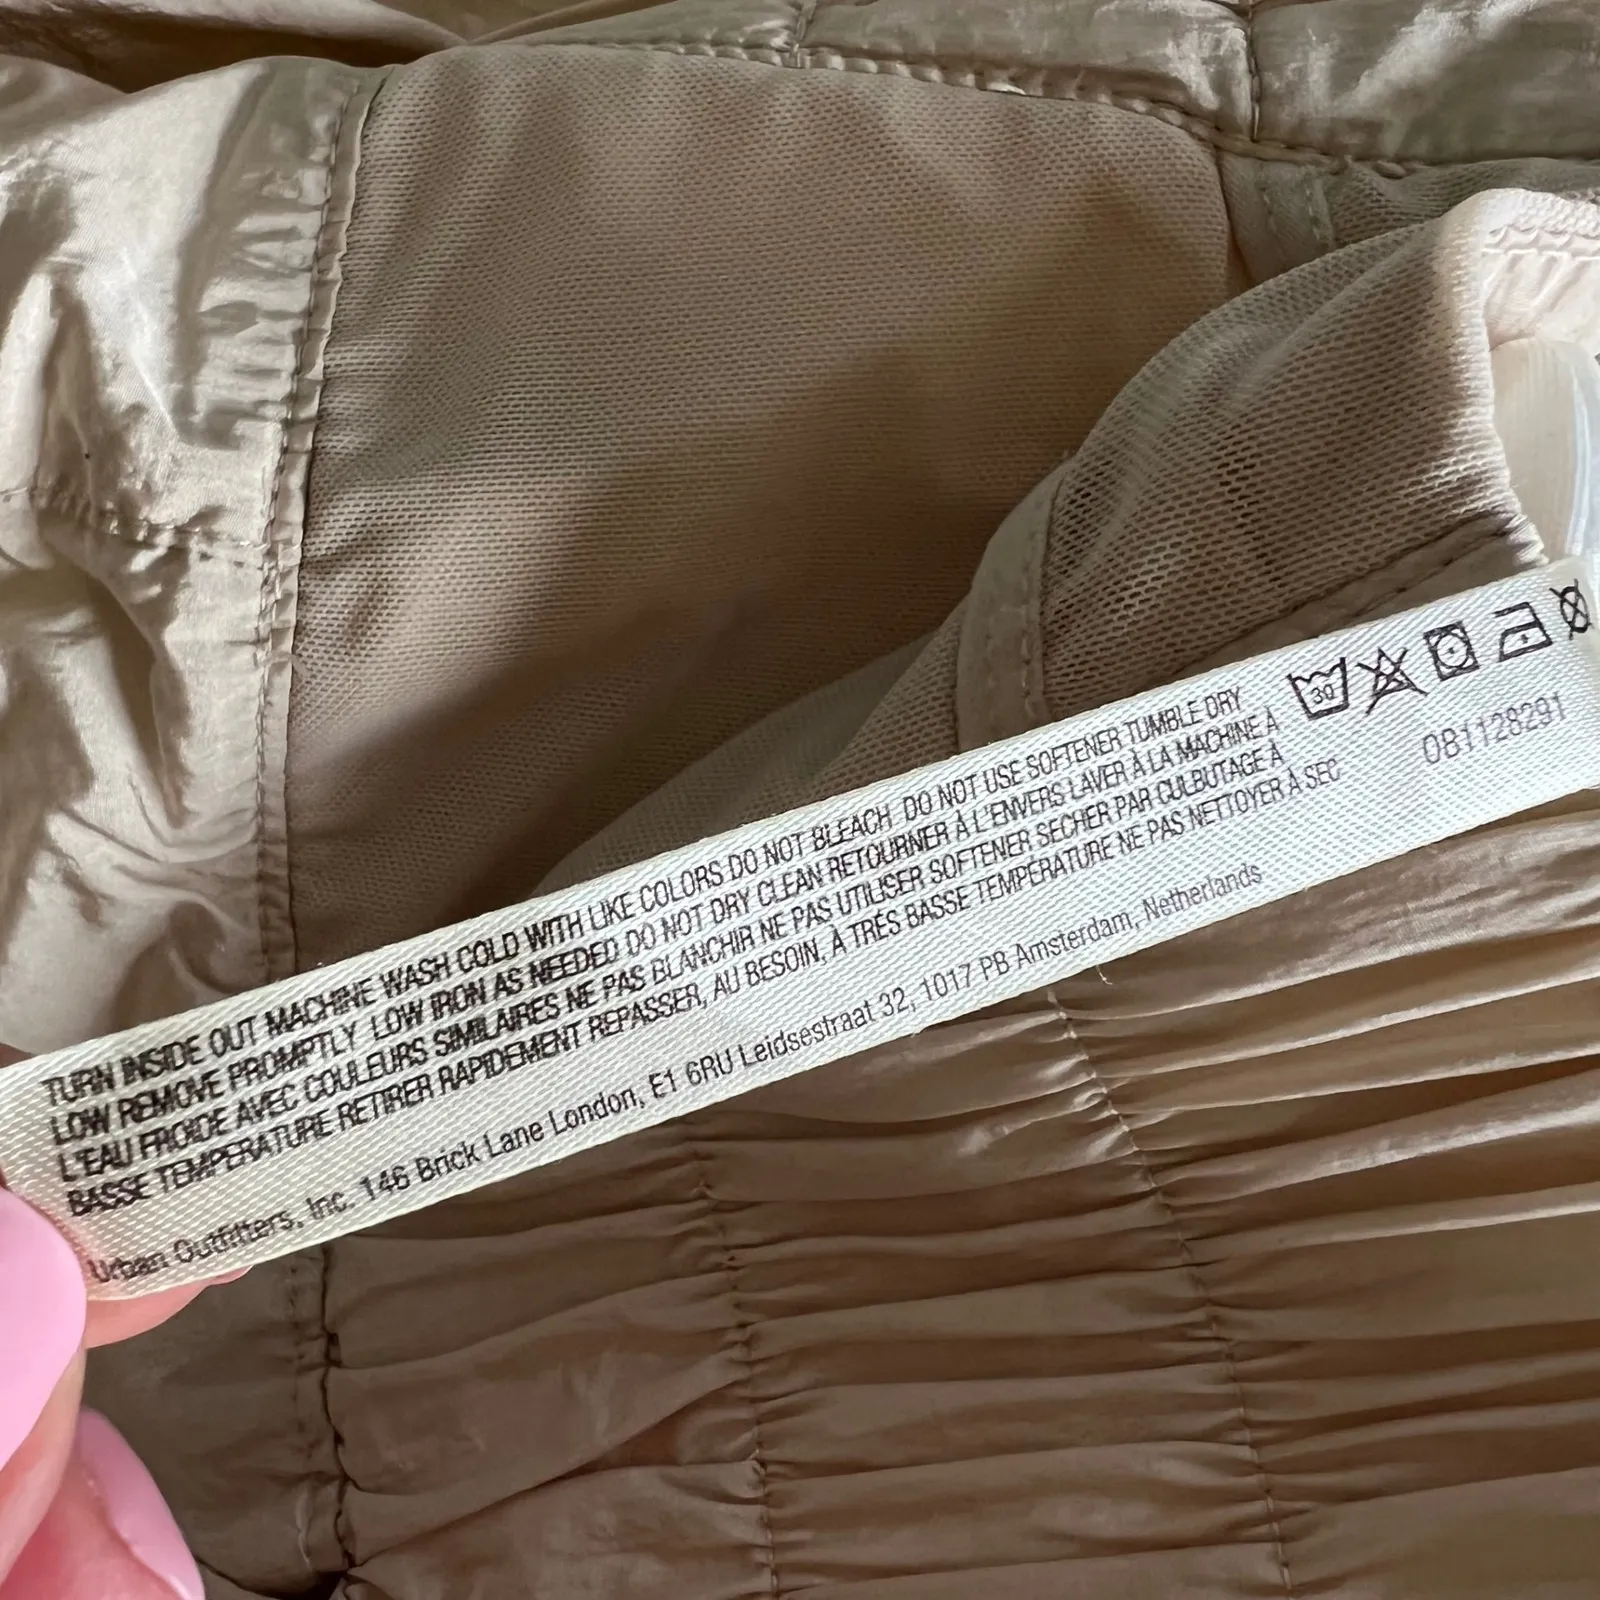 TURN INSIDE OUT MACHINE WASH COLD WITH LIKE COLORS DO NOT BLEACH DO NOT USE SOFTENER TUMBLE DRY
LOW REMOVE PROMPTLY LOW IRON AS NEEDED DO NOT DRY CLEAN RETOURNER À L'ENVERS LAVER À LA MACHINE À
L'EAU FROIDE AVEC COULEURS SIMILAIRES NE PAS BLANCHIR NE PAS UTILISER SOFTENER SECHER PAR CULBUTAGE À
BASSE TEMPERATURE RETIRER RAPIDEMENT REPASSER, AU BESOIN, À TRÈS BASSE TEMPÉRATURE NE PAS NETTOYER À SEC
Urban Outfitters, Inc. 146 Brick Lane London, E1 6RU Leidsestraat 32, 1017 PB Amsterdam, Netherlands
30
081128291